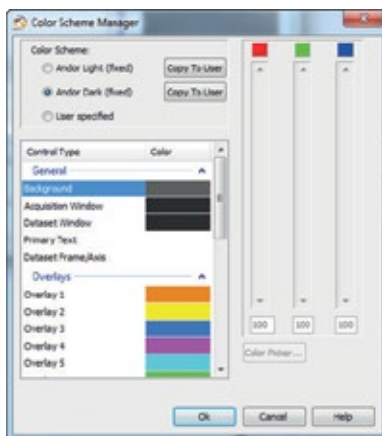 Color Scheme Manager
Color Scheme:
Andor Light (fixed) Copy To User
Andor Dark (fixed) Copy To User
User specified
Control Type Color
General
Background
Acquisition Window
Dataset Window
Primary Text
Dataset Frame/Axis
Overlays
Overlay 1
Overlay 2
Overlay 3
Overlay 4
Overlay 5
100 100 100
Color Picker...
Ok Cancel Help